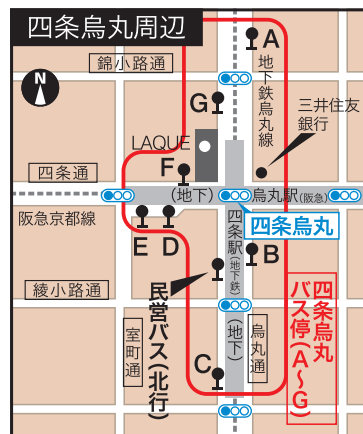 四条烏丸周辺
A
錦小路通
地下鉄烏丸線
N
G
三井住友
銀行
LAQUE
四条通
F
(地下)
烏丸駅(阪急)
阪急京都線
四条烏丸
E
D
四条駅(地下鉄)
B
綾小路通
民営バス(北行)
(地下)
四条烏丸
バス停(A〜G)
室町通
烏丸通
C